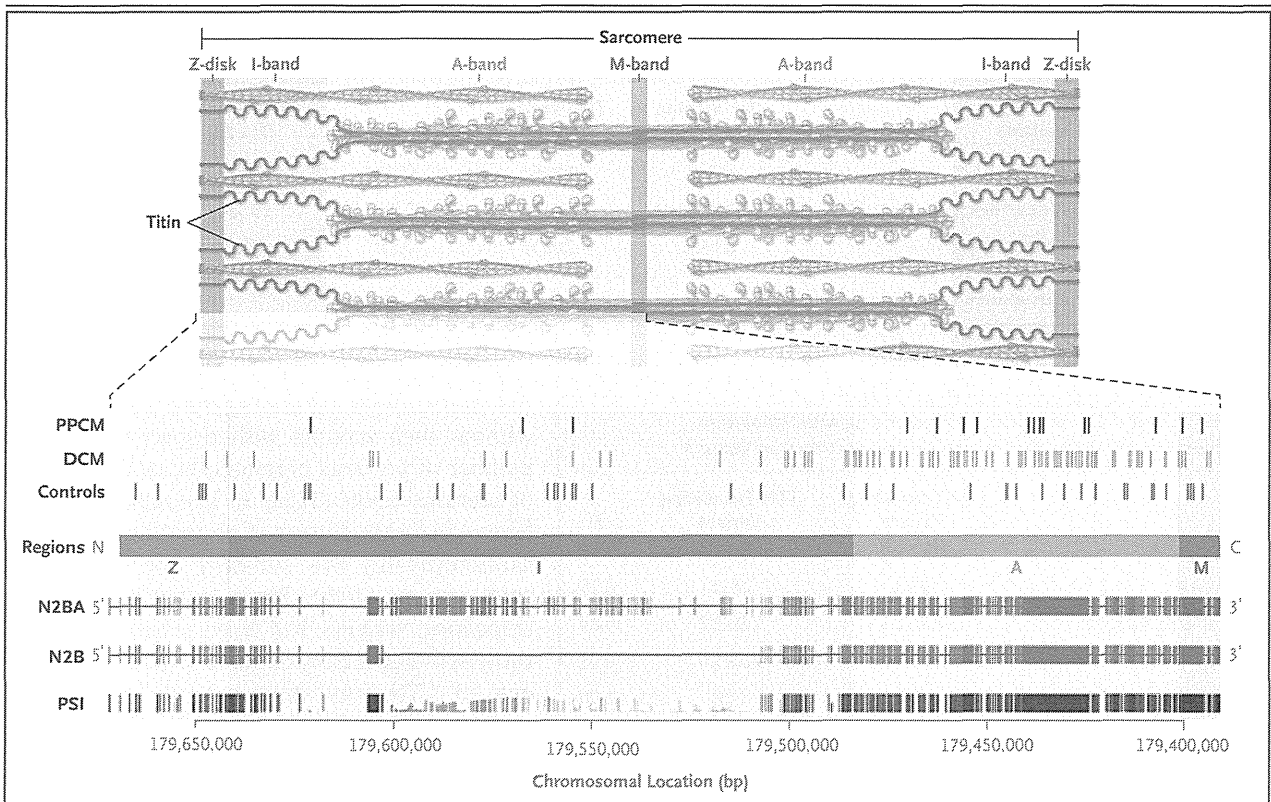 Sarcomere
Z-disk I-band A-band M-band A-band I-band Z-disk
Titin
PPCM
DCM
Controls
Regions N C
Z I A M
N2BA 5' 3'
N2B 5' 3'
PSI
179,650,000 179,600,000 179,550,000 179,500,000 179,450,000 179,400,000
Chromosomal Location (bp)